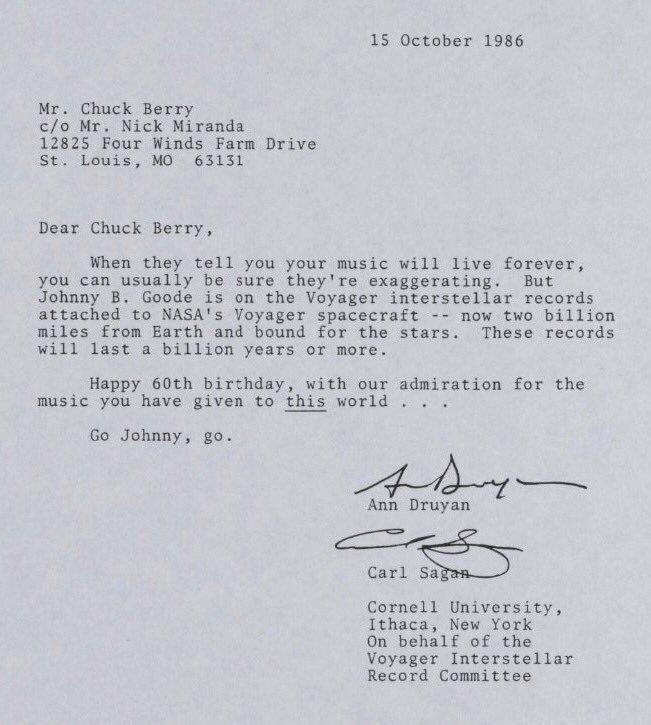 15 October 1986
Mr. Chuck Berry
c/o Mr. Nick Miranda
12825 Four Winds Farm Drive
St. Louis, MO  63131
Dear Chuck Berry,
When they tell you your music will live forever,
you can usually be sure they're exaggerating.  But
Johnny B. Goode is on the Voyager interstellar records
attached to NASA's Voyager spacecraft -- now two billion
miles from Earth and bound for the stars.  These records
will last a billion years or more.
Happy 60th birthday, with our admiration for the
music you have given to this world . . .
Go Johnny, go.
Ann Druyan
Ann Druyan
Carl Sagan
Carl Sagan
Cornell University,
Ithaca, New York
On behalf of the
Voyager Interstellar
Record Committee